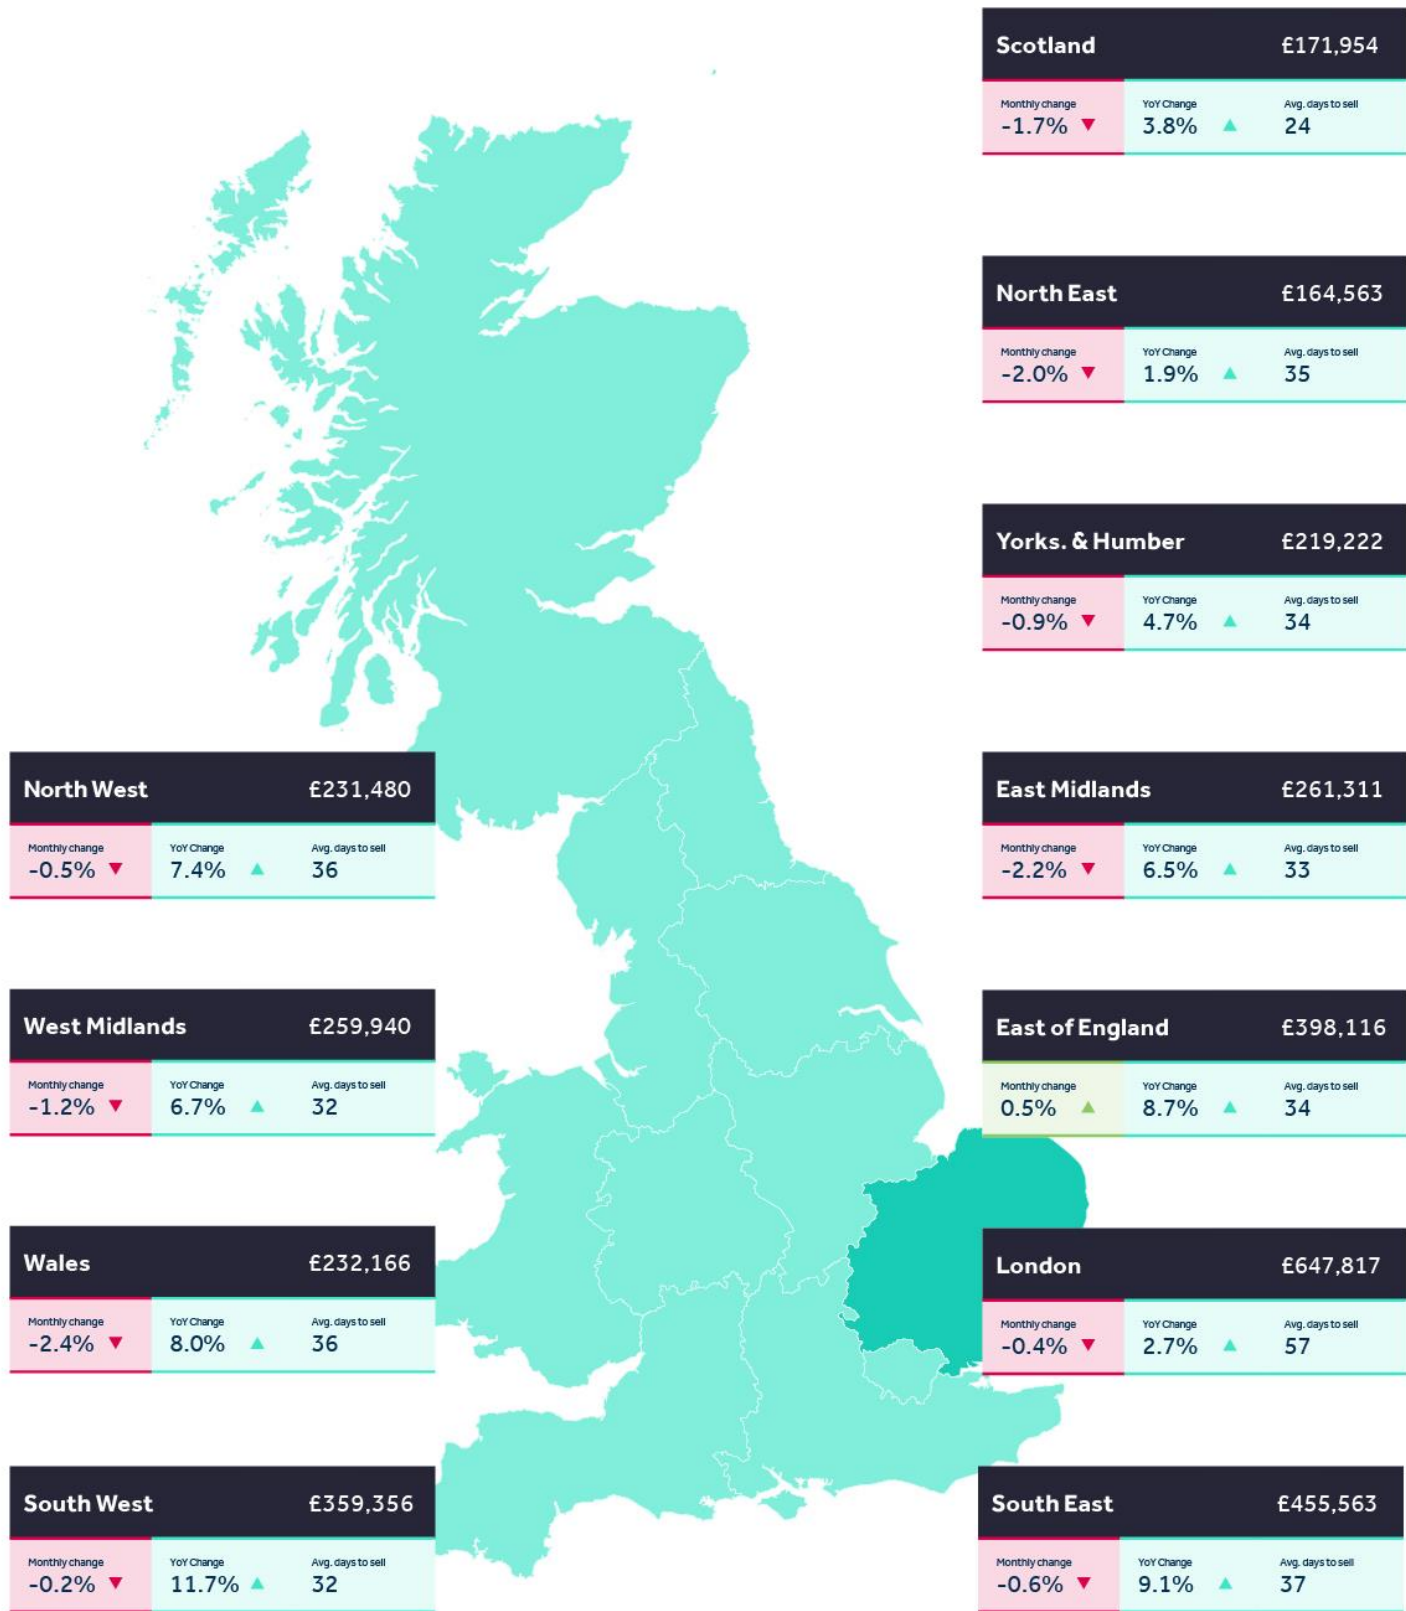 Scotland £171,954
Monthly change YoY Change Avg. days to sell
-1.7% ▼ 3.8% ▲ 24
North East £164,563
Monthly change YoY Change Avg. days to sell
-2.0% ▼ 1.9% ▲ 35
Yorks. & Humber £219,222
Monthly change YoY Change Avg. days to sell
-0.9% ▼ 4.7% ▲ 34
North West £231,480
Monthly change YoY Change Avg. days to sell
-0.5% ▼ 7.4% ▲ 36
East Midlands £261,311
Monthly change YoY Change Avg. days to sell
-2.2% ▼ 6.5% ▲ 33
West Midlands £259,940
Monthly change YoY Change Avg. days to sell
-1.2% ▼ 6.7% ▲ 32
East of England £398,116
Monthly change YoY Change Avg. days to sell
0.5% ▲ 8.7% ▲ 34
Wales £232,166
Monthly change YoY Change Avg. days to sell
-2.4% ▼ 8.0% ▲ 36
London £647,817
Monthly change YoY Change Avg. days to sell
-0.4% ▼ 2.7% ▲ 57
South West £359,356
Monthly change YoY Change Avg. days to sell
-0.2% ▼ 11.7% ▲ 32
South East £455,563
Monthly change YoY Change Avg. days to sell
-0.6% ▼ 9.1% ▲ 37